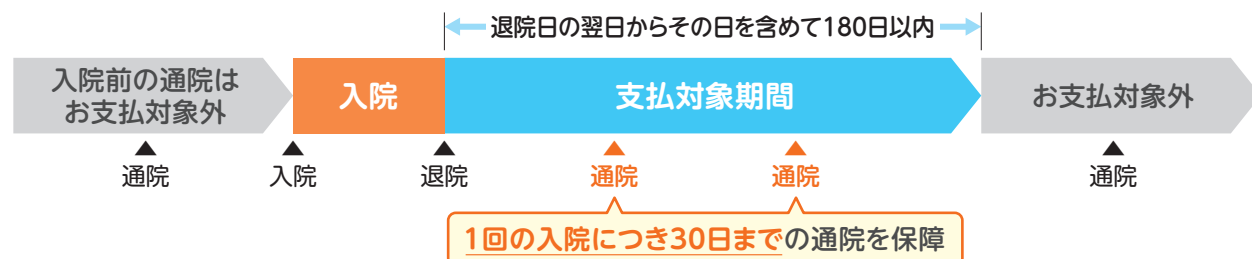 退院日の翌日からその日を含めて180日以内
入院前の通院は
お支払対象外
入院
支払対象期間
お支払対象外
通院
入院
退院
通院
通院
通院
1回の入院につき30日までの通院を保障